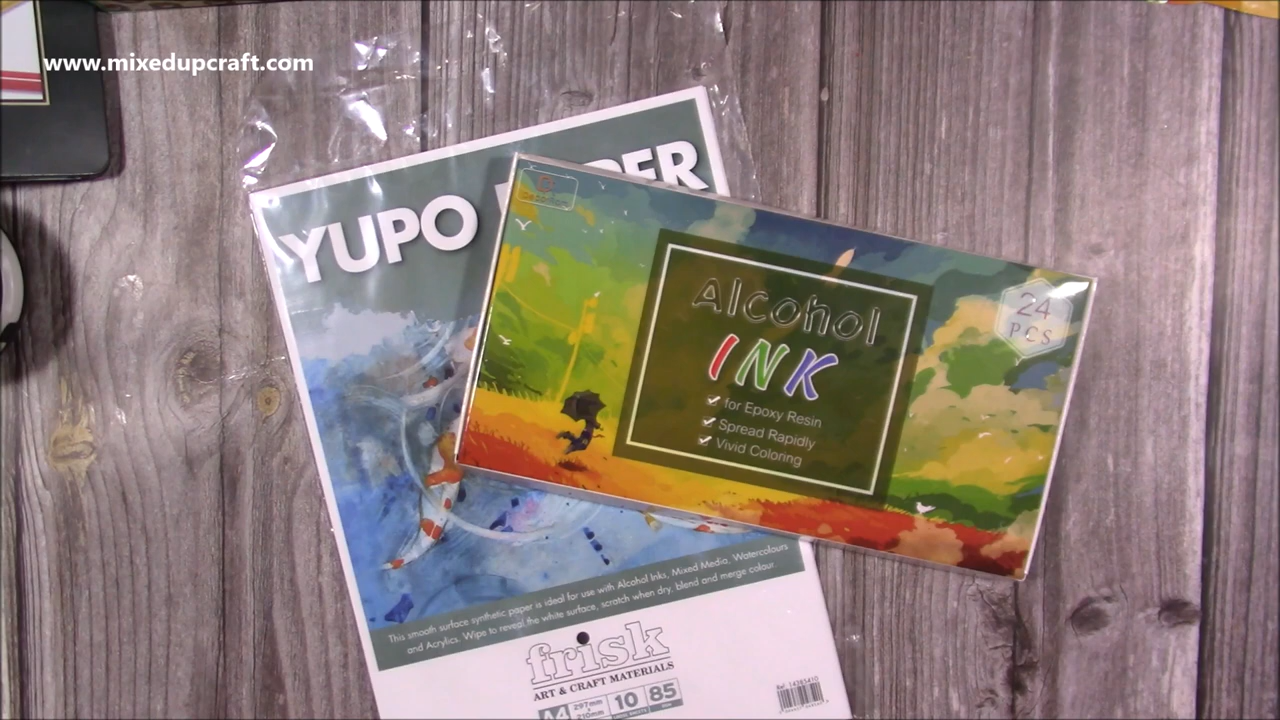 www.mixedupcraft.com
YUPO
Alcohol
INK
for Epoxy Resin
Spread Rapidly
Vivid Coloring
24
PCS
This smooth surface synthetic paper is ideal for use with Alcohol Inks, Mixed Media, Watercolours
and Acrylics. Wipe to reveal the white surface, scratch when dry, blend and merge colour.
frisk
ART & CRAFT MATERIALS
A4 297mm x 210mm 10 85
Ref: 14385410